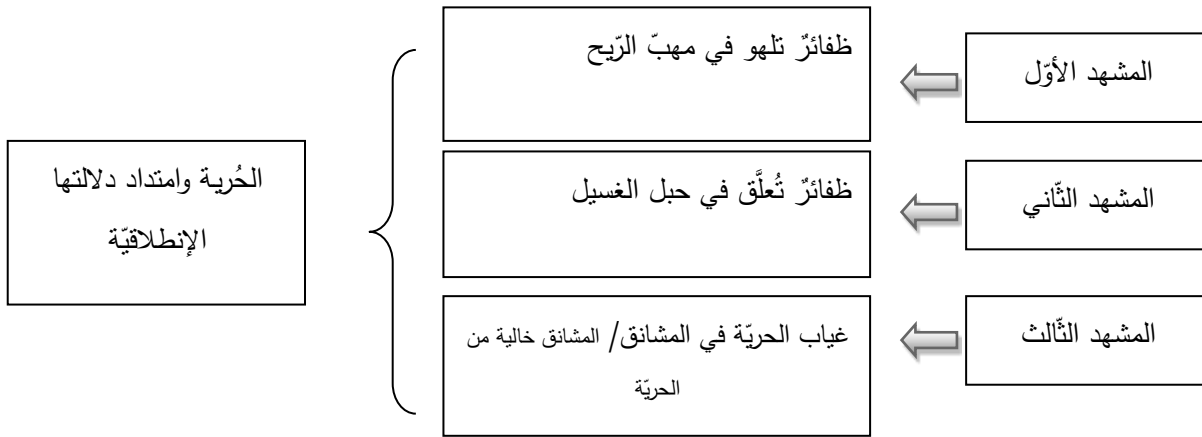 المشهد الأوّل
ظفائرٌ تلهو في مهبّ الرّيح
المشهد الثّاني
ظفائرٌ تُعلَّق في حبل الغسيل
المشهد الثّالث
غياب الحريّة في المشانق/ المشانق خالية من
الحريّة
الحُرية وامتداد دلالتها
الإنطلاقيّة